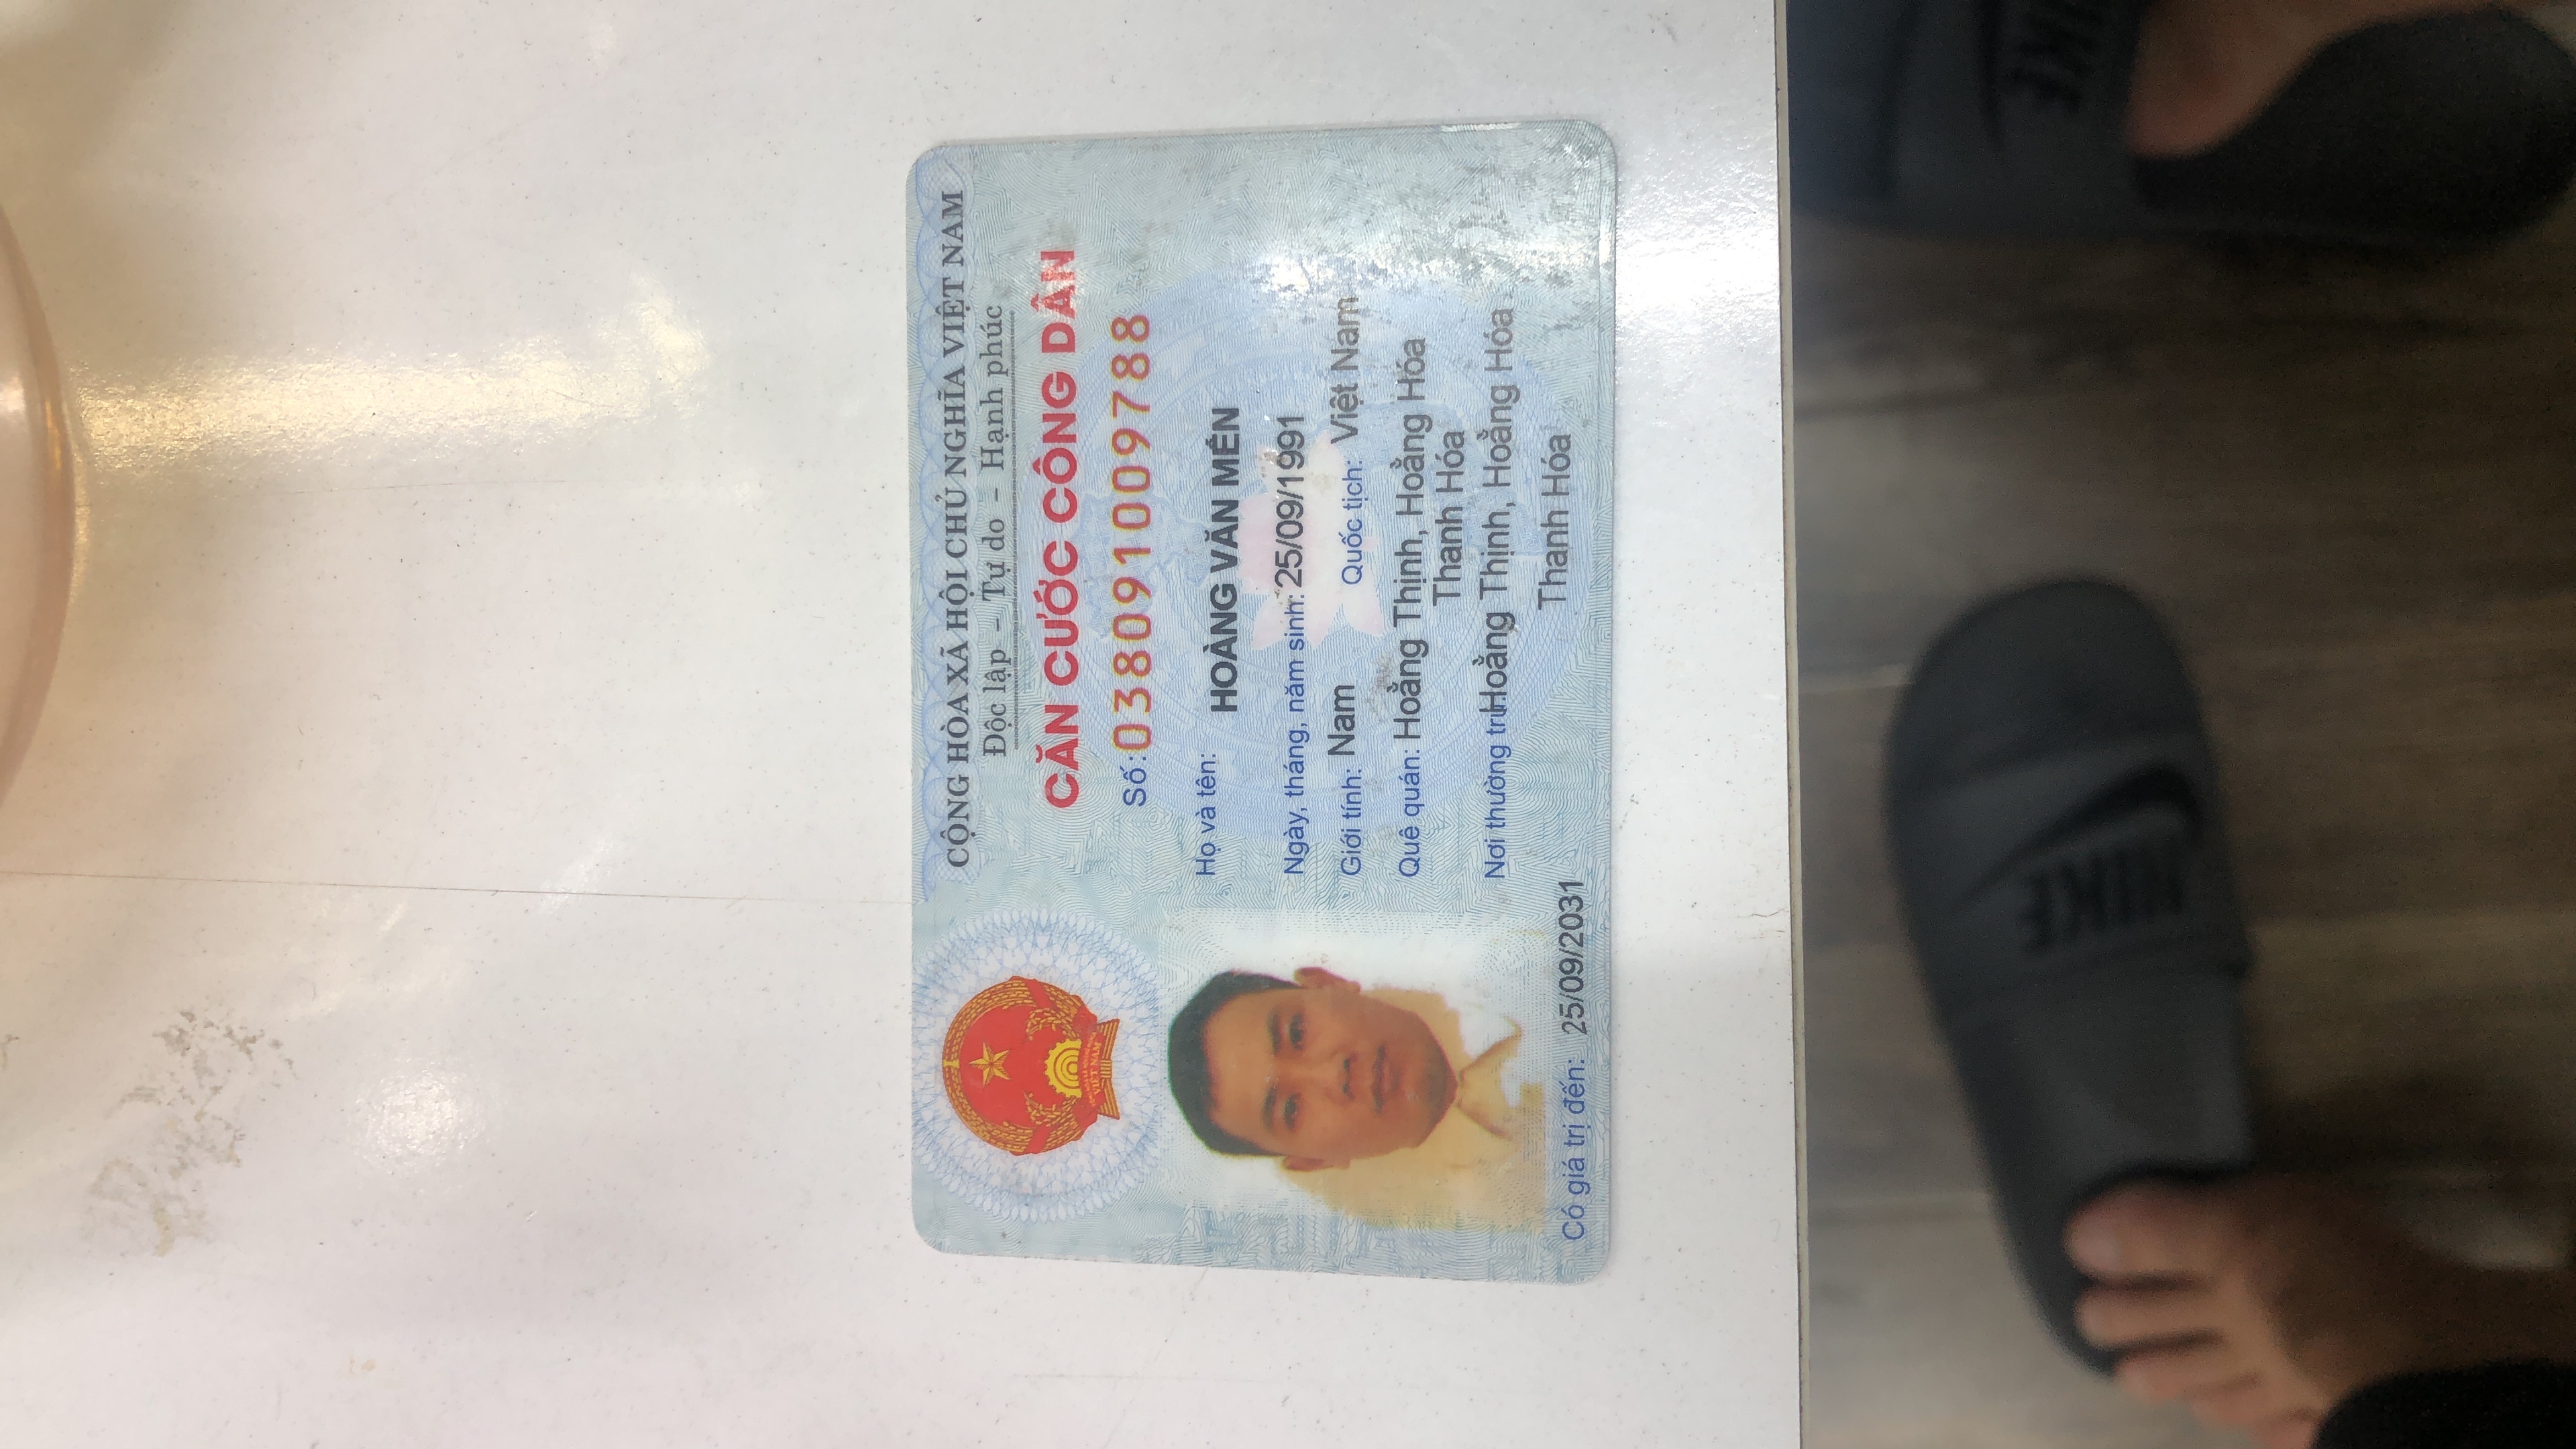 CỘNG HÒA XÃ HỘI CHỦ NGHĨA VIỆT NAM
Độc lập – Tự do – Hạnh phúc
CĂN CƯỚC CÔNG DÂN
Số: 038091009788
Họ và tên: HOÀNG VĂN MẾN
Ngày, tháng, năm sinh: 25/09/1991
Giới tính: Nam Quốc tịch: Việt Nam
Quê quán: Hoằng Thịnh, Hoằng Hóa
Thanh Hóa
Nơi thường trú: Hoằng Thịnh, Hoằng Hóa
Thanh Hóa
Có giá trị đến: 25/09/2031
VIỆT NAM
NIKE
NIKE